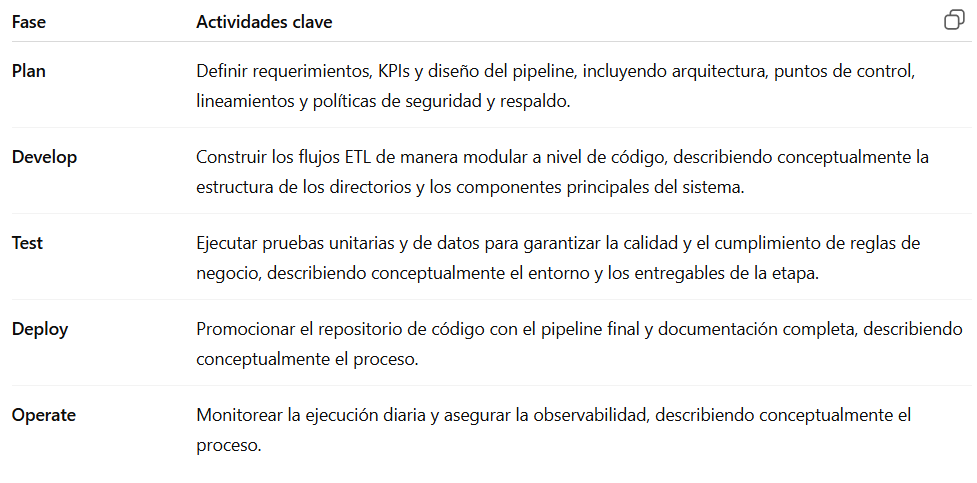 Fase Actividades clave
Plan Definir requerimientos, KPIs y diseño del pipeline, incluyendo arquitectura, puntos de control,
lineamientos y políticas de seguridad y respaldo.
Develop Construir los flujos ETL de manera modular a nivel de código, describiendo conceptualmente la
estructura de los directorios y los componentes principales del sistema.
Test Ejecutar pruebas unitarias y de datos para garantizar la calidad y el cumplimiento de reglas de
negocio, describiendo conceptualmente el entorno y los entregables de la etapa.
Deploy Promocionar el repositorio de código con el pipeline final y documentación completa, describiendo
conceptualmente el proceso.
Operate Monitorear la ejecución diaria y asegurar la observabilidad, describiendo conceptualmente el
proceso.